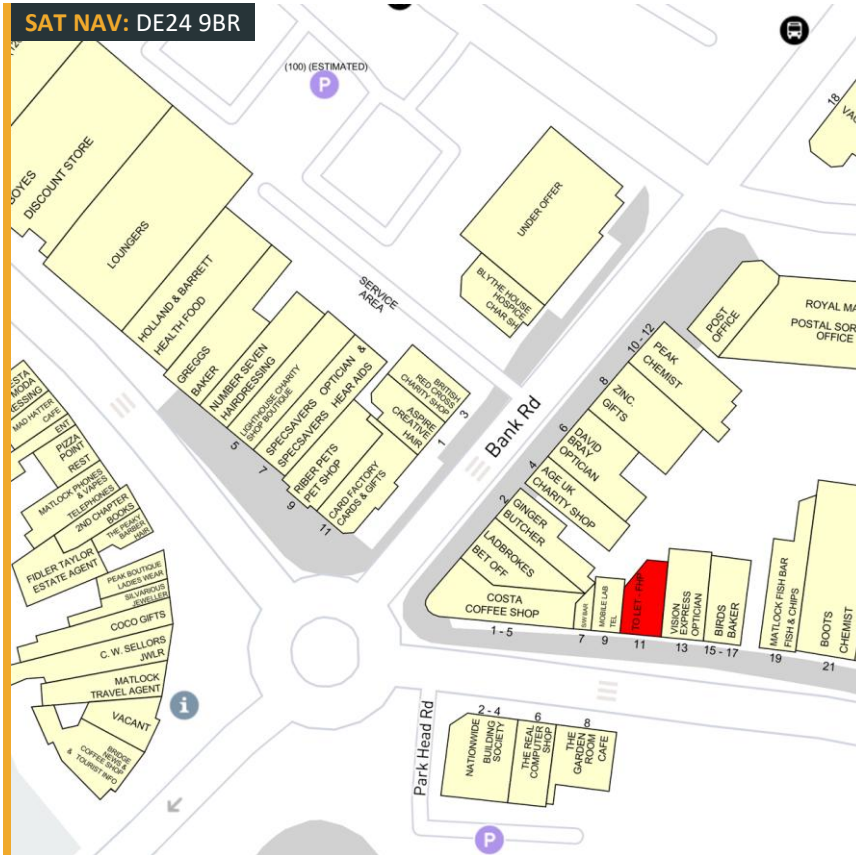 SAT NAV: DE24 9BR
(100) (ESTIMATED)
P
BOYES
DISCOUNT STORE
LOUNGERS
HOLLAND & BARRETT
HEALTH FOOD
GREGGS
BAKER
NUMBER SEVEN
HAIRDRESSING
5
LIGHTHOUSE CHARITY
SHOP BOUTIQUE
7
SPECSAVERS OPTICIAN &
SPECSAVERS HEAR AIDS
RIBER PETS
PET SHOP
9
CARD FACTORY
CARDS & GIFTS
11
SERVICE
AREA
BRITISH
RED CROSS
CHARITY SHOP
3
ASPIRE
CREATIVE
HAIR
1
UNDER OFFER
BLYTHE HOUSE
HOSPICE
CHAR SH
Bank Rd
18
POST
OFFICE
ROYAL MA
POSTAL SOR
OFFICE
10 - 12
PEAK
CHEMIST
8
ZINC.
GIFTS
6
DAVID
BRAY
OPTICIAN
4
AGE UK
CHARITY SHOP
2
GINGER
BUTCHER
LADBROKES
BET OFF
COSTA
COFFEE SHOP
1 - 5
7
MOBILE LAB
TEL
9
TO LET - FHP
11
VISION
EXPRESS
OPTICIAN
13
BIRDS
BAKER
15 - 17
MATLOCK FISH BAR
FISH & CHIPS
19
BOOTS
CHEMIST
21
MODA
MAD HATTER
CAFE
ENT
PIZZA
POINT
REST
MATLOCK PHONES
& VAPES
TELEPHONES
2ND CHAPTER
BOOKS
THE PEAKY
BARBER
HAIR
FIDLER TAYLOR
ESTATE AGENT
PEAK BOUTIQUE
LADIES WEAR
SILVARIOUS
JEWELLER
COCO GIFTS
C. W. SELLORS
JWLR
MATLOCK
TRAVEL AGENT
i
VACANT
BRIDGE
NEWS &
COFFEE SHOP
& TOURIST INFO
Park Head Rd
2 - 4
NATIONWIDE
BUILDING
SOCIETY
6
THE REAL
COMPUTER
SHOP
8
THE
GARDEN
ROOM
CAFE
P